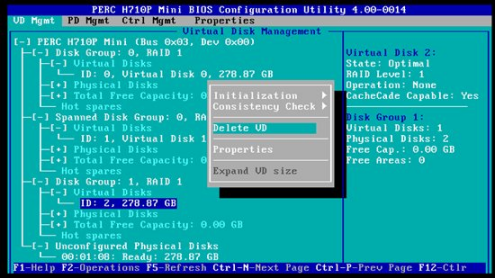 PERC H710P Mini BIOS Configuration Utility 4.00-0014
VD Mgmt PD Mgmt Ctrl Mgmt Properties
Virtual Disk Management
[-] PERC H710P Mini (Bus 0x03, Dev 0x00)
[-] Disk Group: 0, RAID 1
[-] Virtual Disks
ID: 0, Virtual Disk 0, 278.87 GB
[+] Physical Disks
[+] Total Free Capacity: 0
Hot spares
[-] Spanned Disk Group: 0, RA
[-] Virtual Disks
ID: 1, Virtual Disk 1
[+] Physical Disks
[+] Total Free Capacity: 0
Hot spares
[-] Disk Group: 1, RAID 1
[-] Virtual Disks
ID: 2, 278.87 GB
[+] Physical Disks
[+] Total Free Capacity: 0.00 GB
Hot spares
[-] Unconfigured Physical Disks
00:01:08: Ready: 278.87 GB
Initialization
Consistency Check
Delete VD
Properties
Expand VD size
Virtual Disk 2:
State: Optimal
RAID Level: 1
Operation: None
CacheCade Capable: Yes
Disk Group 1:
Virtual Disks: 1
Physical Disks: 2
Free Cap.: 0.00 GB
Free Areas: 0
F1-Help F2-Operations F5-Refresh Ctrl-N-Next Page Ctrl-P-Prev Page F12-Ctlr